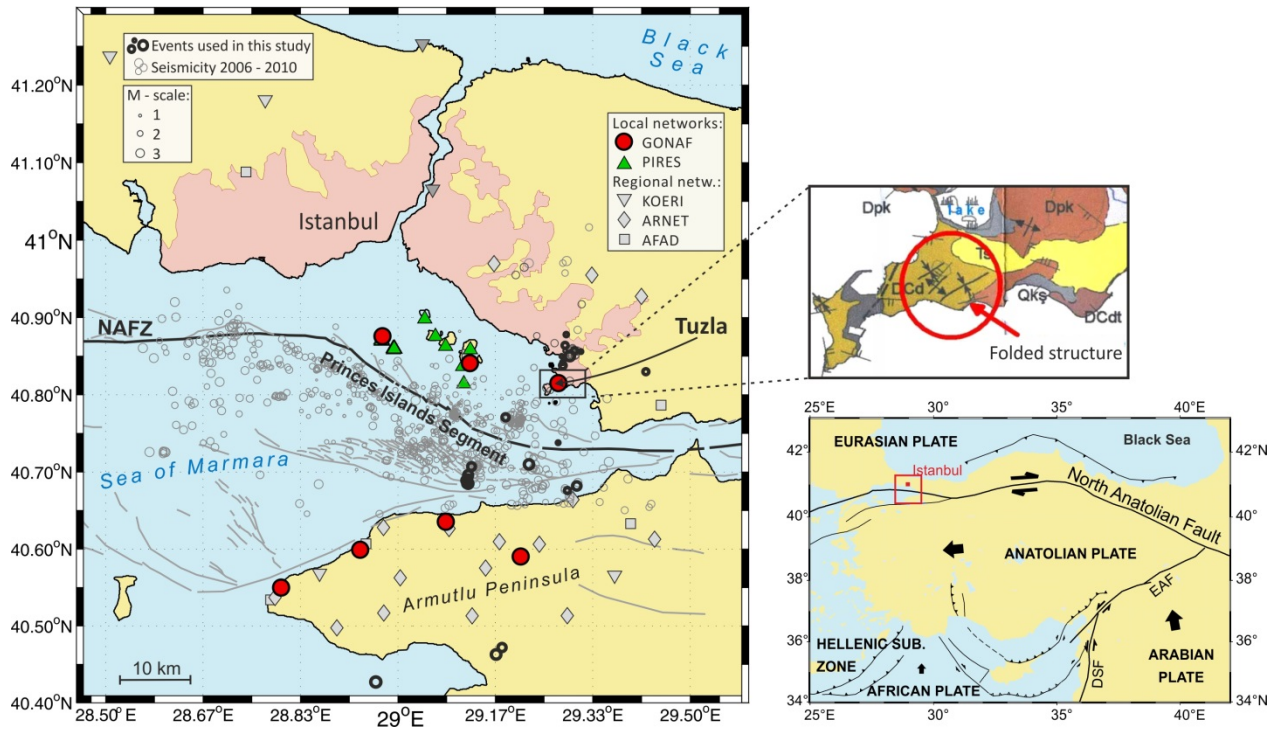 Events used in this study
Seismicity 2006 - 2010
M - scale:
1
2
3
Black
Sea
Local networks:
GONAF
PIRES
Regional netw.:
KOERI
ARNET
AFAD
Istanbul
NAFZ
Princes Islands Segment
Tuzla
Sea of Marmara
Armutlu Peninsula
10 km
41.20°N
41.10°N
41°N
40.90°N
40.80°N
40.70°N
40.60°N
40.50°N
40.40°N
28.50°E
28.67°E
28.83°E
29°E
29.17°E
29.33°E
29.50°E
Dpk
lake
Dpk
Ts
DCd
Qkş
DCdt
Folded structure
25°E
30°E
35°E
40°E
42°N
40°N
38°N
36°N
34°N
42°N
40°N
38°N
36°N
34°N
EURASIAN PLATE
Black Sea
Istanbul
North Anatolian Fault
ANATOLIAN PLATE
EAF
HELLENIC SUB.
ZONE
AFRICAN PLATE
DSF
ARABIAN
PLATE
25°E
30°E
35°E
40°E